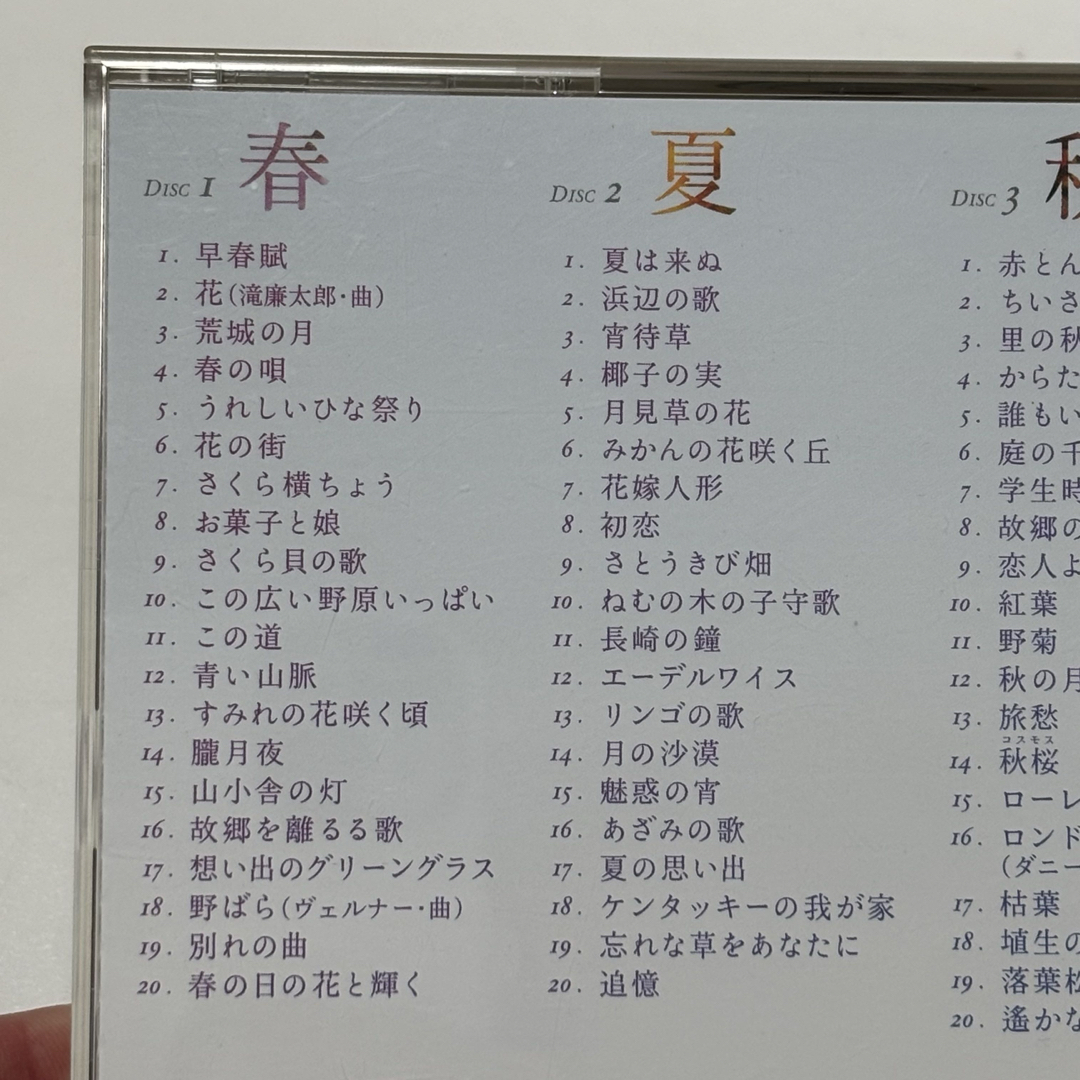 Disc 1 春
1. 早春賦
2. 花(滝廉太郎・曲)
3. 荒城の月
4. 春の唄
5. うれしいひな祭り
6. 花の街
7. さくら横ちょう
8. お菓子と娘
9. さくら貝の歌
10. この広い野原いっぱい
11. この道
12. 青い山脈
13. すみれの花咲く頃
14. 朧月夜
15. 山小舎の灯
16. 故郷を離るる歌
17. 想い出のグリーングラス
18. 野ばら(ヴェルナー・曲)
19. 別れの曲
20. 春の日の花と輝く
Disc 2 夏
1. 夏は来ぬ
2. 浜辺の歌
3. 宵待草
4. 椰子の実
5. 月見草の花
6. みかんの花咲く丘
7. 花嫁人形
8. 初恋
9. さとうきび畑
10. ねむの木の子守歌
11. 長崎の鐘
12. エーデルワイス
13. リンゴの歌
14. 月の沙漠
15. 魅惑の宵
16. あざみの歌
17. 夏の思い出
18. ケンタッキーの我が家
19. 忘れな草をあなたに
20. 追憶
Disc 3
1. 赤とん
2. ちいさ
3. 里の秋
4. からた
5. 誰もい
6. 庭の千
7. 学生時
8. 故郷の
9. 恋人よ
10. 紅葉
11. 野菊
12. 秋の月
13. 旅愁
コスモス
14. 秋桜
15. ローレ
16. ロンド
(ダニー
17. 枯葉
18. 埴生の
19. 落葉松
20. 遙かな